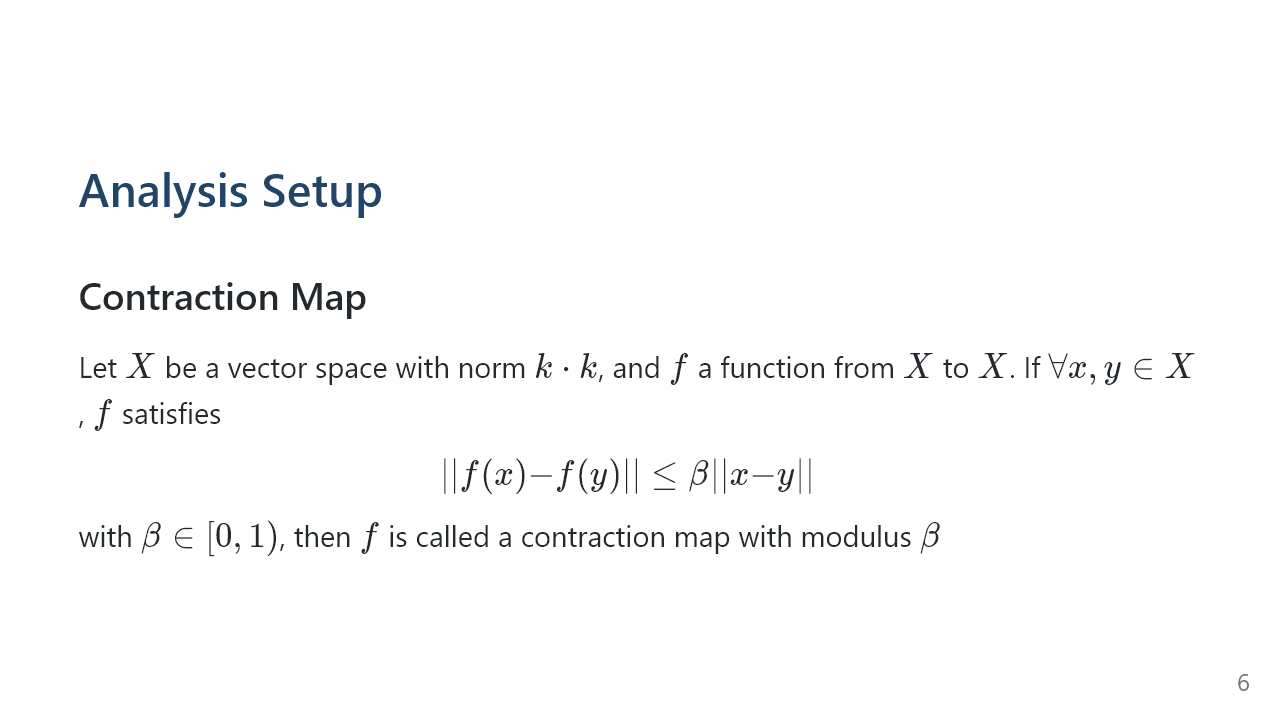 Analysis Setup
Contraction Map
Let X be a vector space with norm k · k, and f a function from X to X. If ∀x, y ∈ X
, f satisfies
||f(x)−f(y)|| ≤ β||x−y||
with β ∈ [0, 1), then f is called a contraction map with modulus β
6